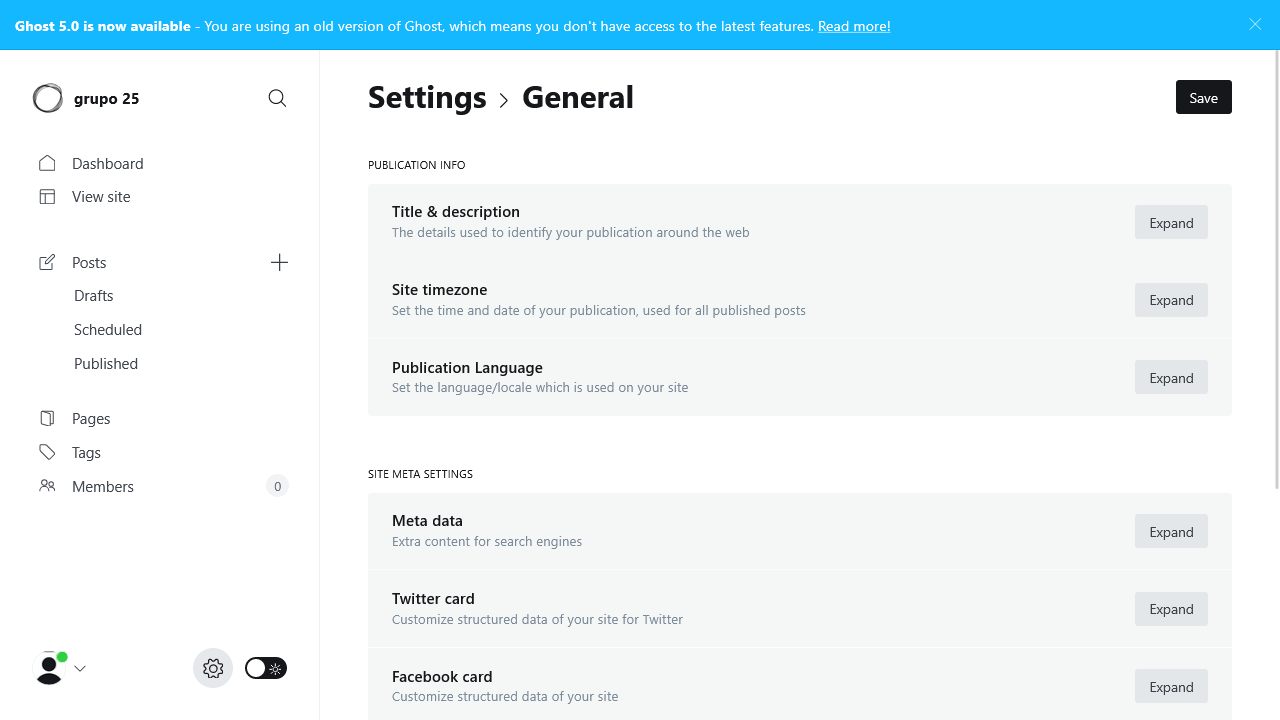 Ghost 5.0 is now available - You are using an old version of Ghost, which means you don't have access to the latest features. Read more!
grupo 25
Dashboard
View site
Posts
Drafts
Scheduled
Published
Pages
Tags
Members
0
Settings > General
Save
PUBLICATION INFO
Title & description
The details used to identify your publication around the web
Expand
Site timezone
Set the time and date of your publication, used for all published posts
Expand
Publication Language
Set the language/locale which is used on your site
Expand
SITE META SETTINGS
Meta data
Extra content for search engines
Expand
Twitter card
Customize structured data of your site for Twitter
Expand
Facebook card
Customize structured data of your site
Expand